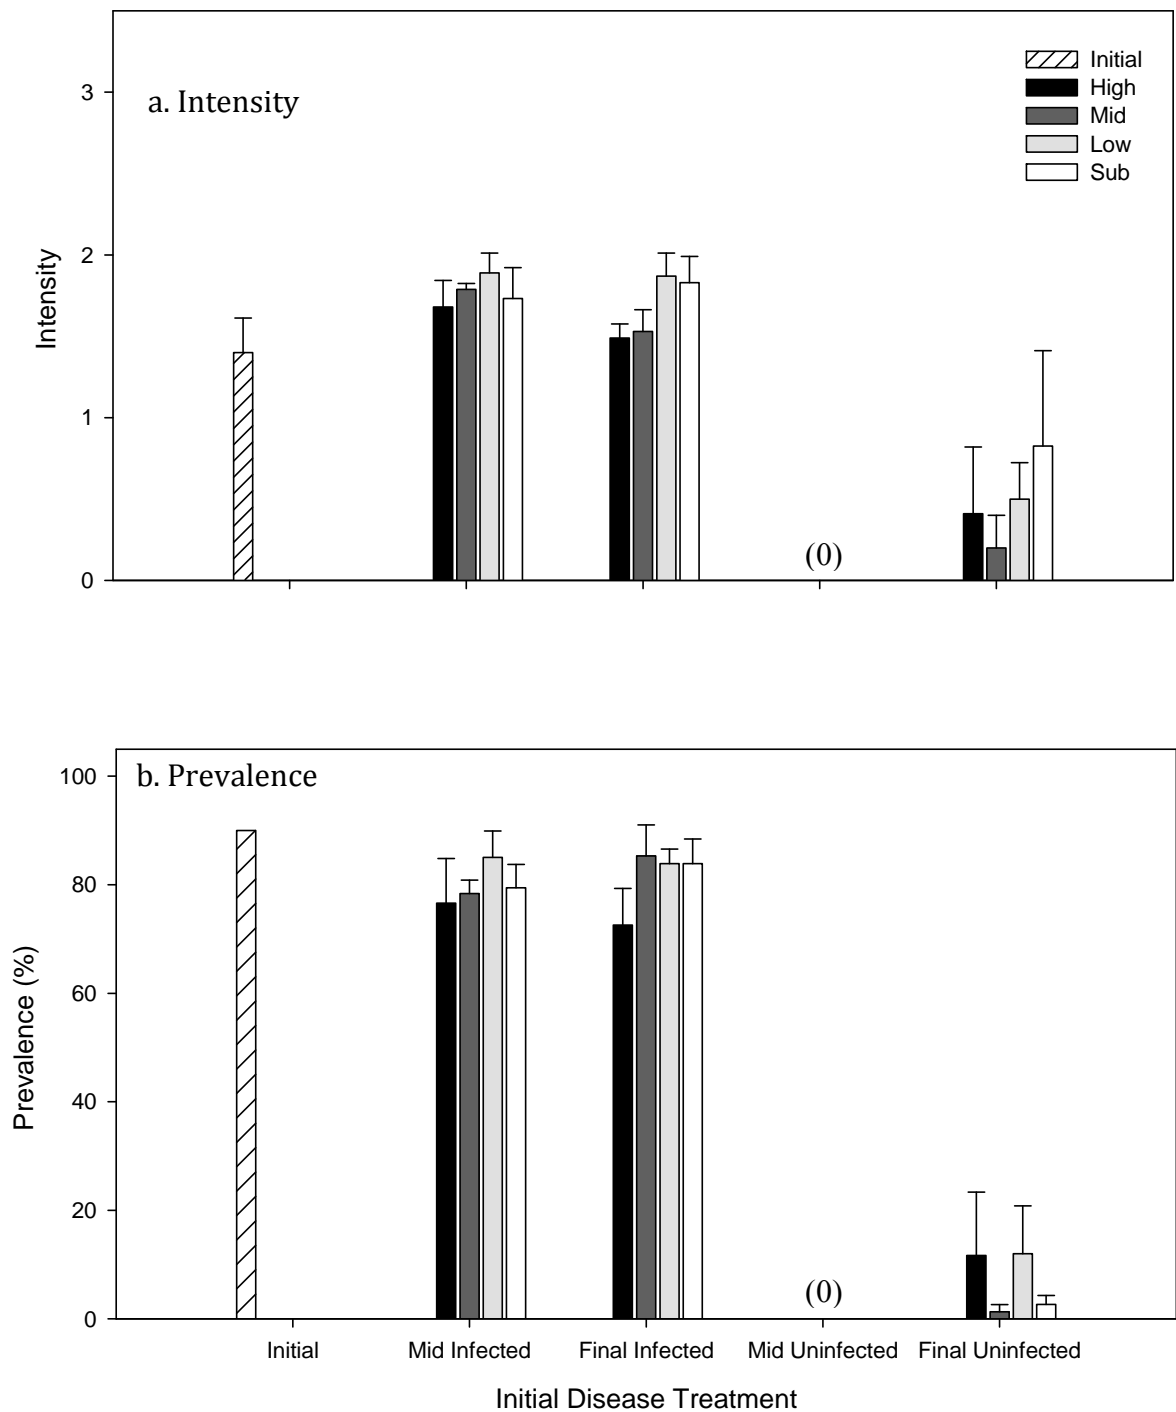 a. Intensity
Initial
High
Mid
Low
Sub
Intensity
3
2
1
0
(0)
b. Prevalence
Prevalence (%)
100
80
60
40
20
0
(0)
Initial Mid Infected Final Infected Mid Uninfected Final Uninfected
Initial Disease Treatment